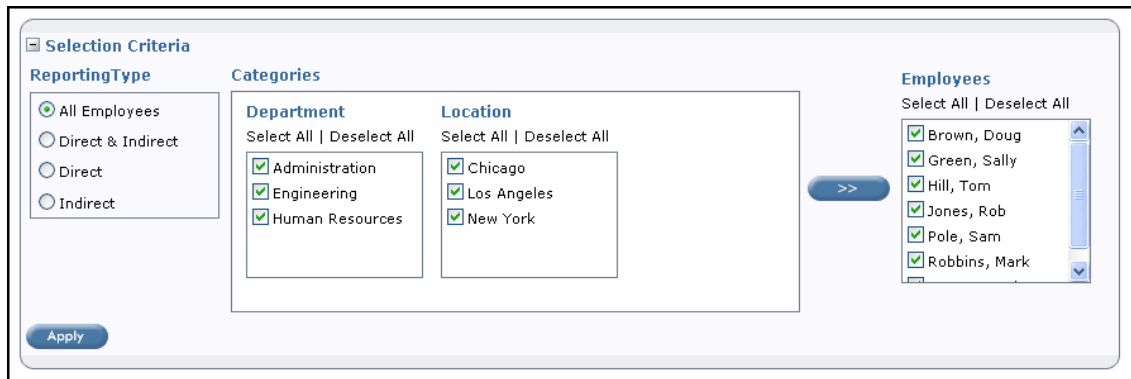 Selection Criteria
ReportingType
All Employees
Direct & Indirect
Direct
Indirect
Categories
Department
Select All | Deselect All
Administration
Engineering
Human Resources
Location
Select All | Deselect All
Chicago
Los Angeles
New York
>>
Employees
Select All | Deselect All
Brown, Doug
Green, Sally
Hill, Tom
Jones, Rob
Pole, Sam
Robbins, Mark
Apply